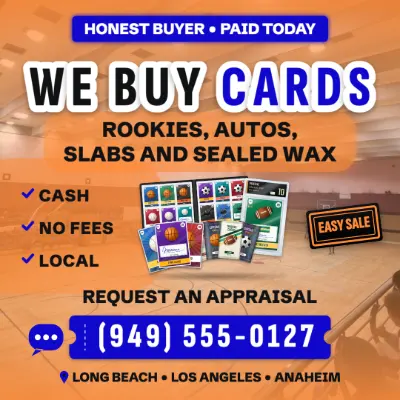 HONEST BUYER • PAID TODAY
WE BUY CARDS
ROOKIES, AUTOS,
SLABS AND SEALED WAX
CASH
NO FEES
LOCAL
EASY SALE
REQUEST AN APPRAISAL
(949) 555-0127
LONG BEACH • LOS ANGELES • ANAHEIM